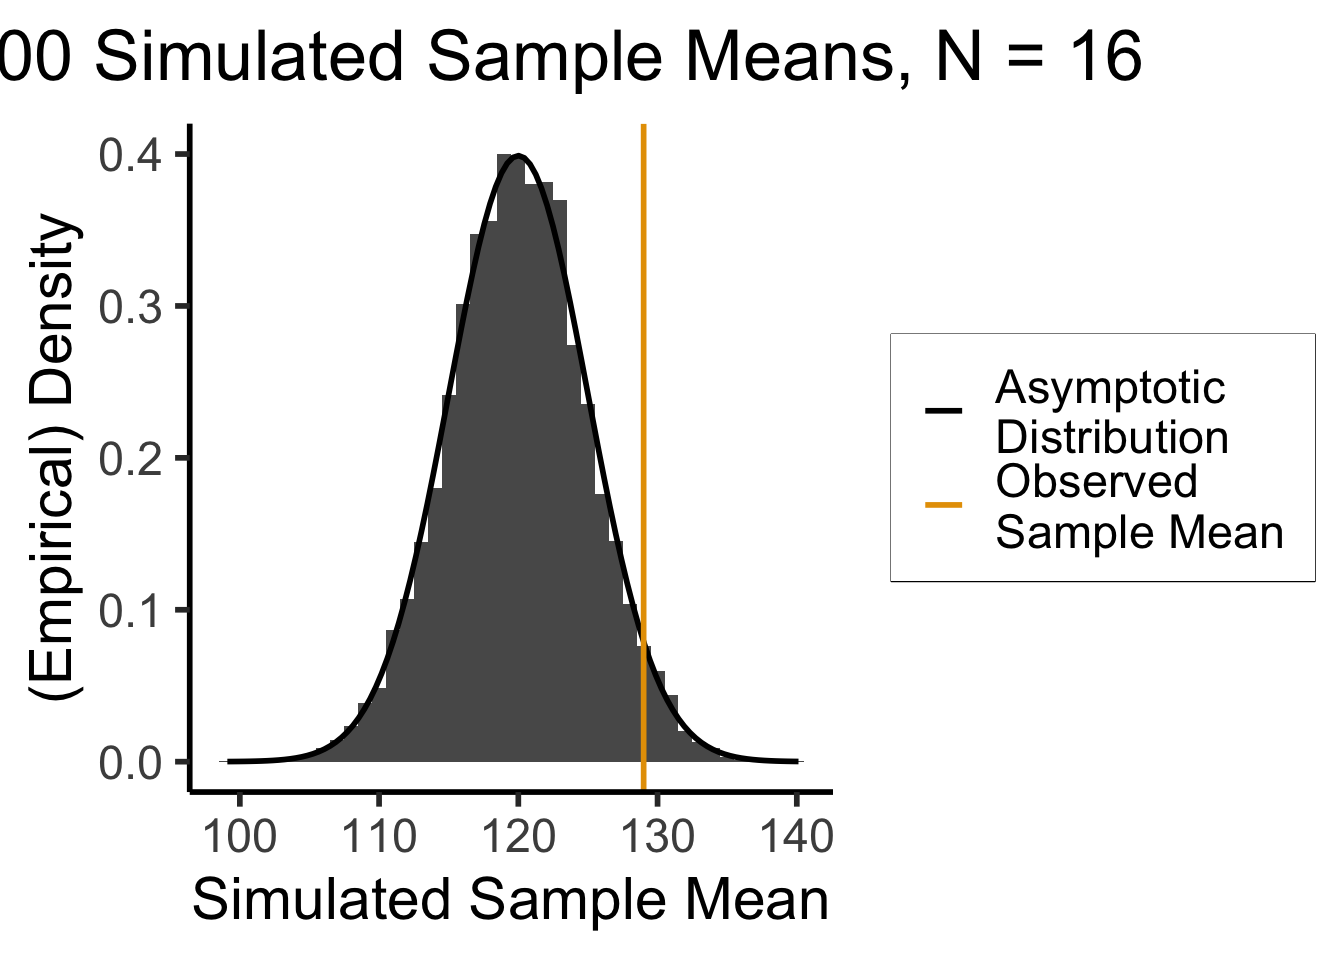 00 Simulated Sample Means, N = 16
(Empirical) Density
0.4
0.3
0.2
0.1
0.0
100 110 120 130 140
Simulated Sample Mean
Asymptotic
Distribution
Observed
Sample Mean